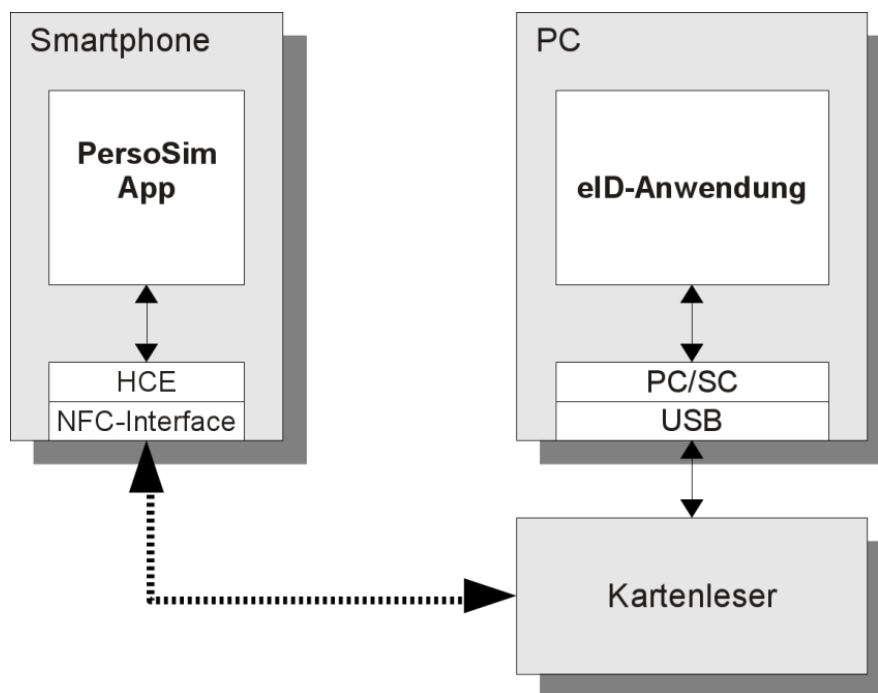 Smartphone
PersoSim
App
HCE
NFC-Interface
PC
eID-Anwendung
PC/SC
USB
Kartenleser